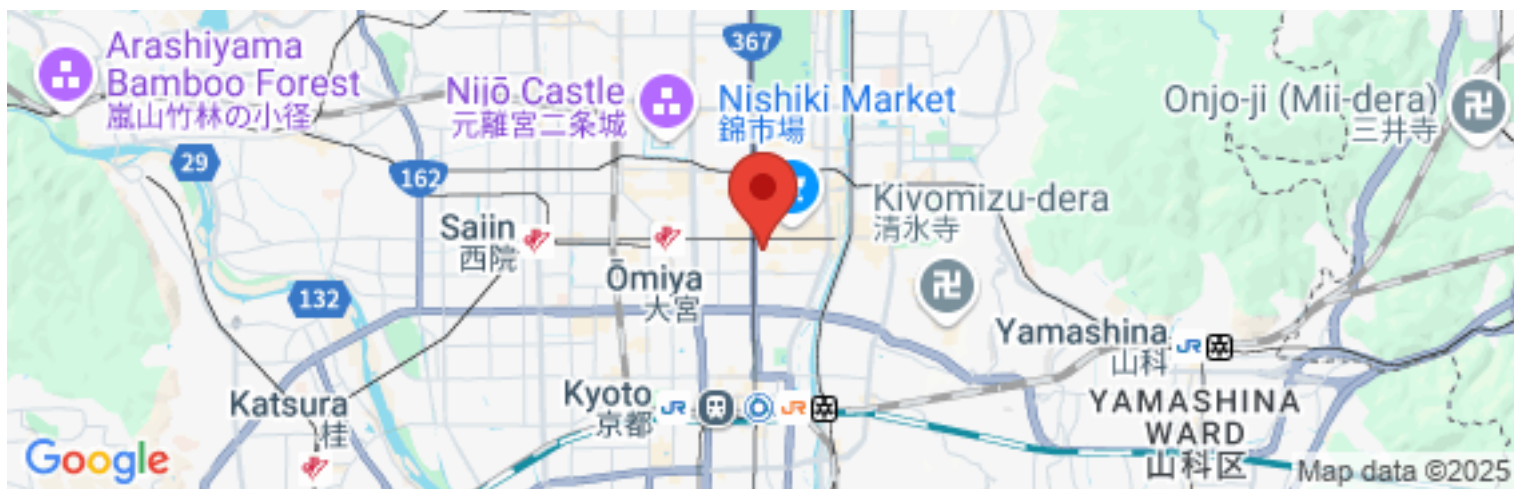 Arashiyama
Bamboo Forest
嵐山竹林の小径
367
Nijō Castle
元離宮二条城
Nishiki Market
錦市場
Onjo-ji (Mii-dera)
三井寺
29
162
Kiyomizu-dera
清水寺
Saiin
西院
Ōmiya
大宮
132
Yamashina
山科
JR
Katsura
桂
Kyoto
京都
JR
JR
YAMASHINA
WARD
山科区
Google
Map data ©2025